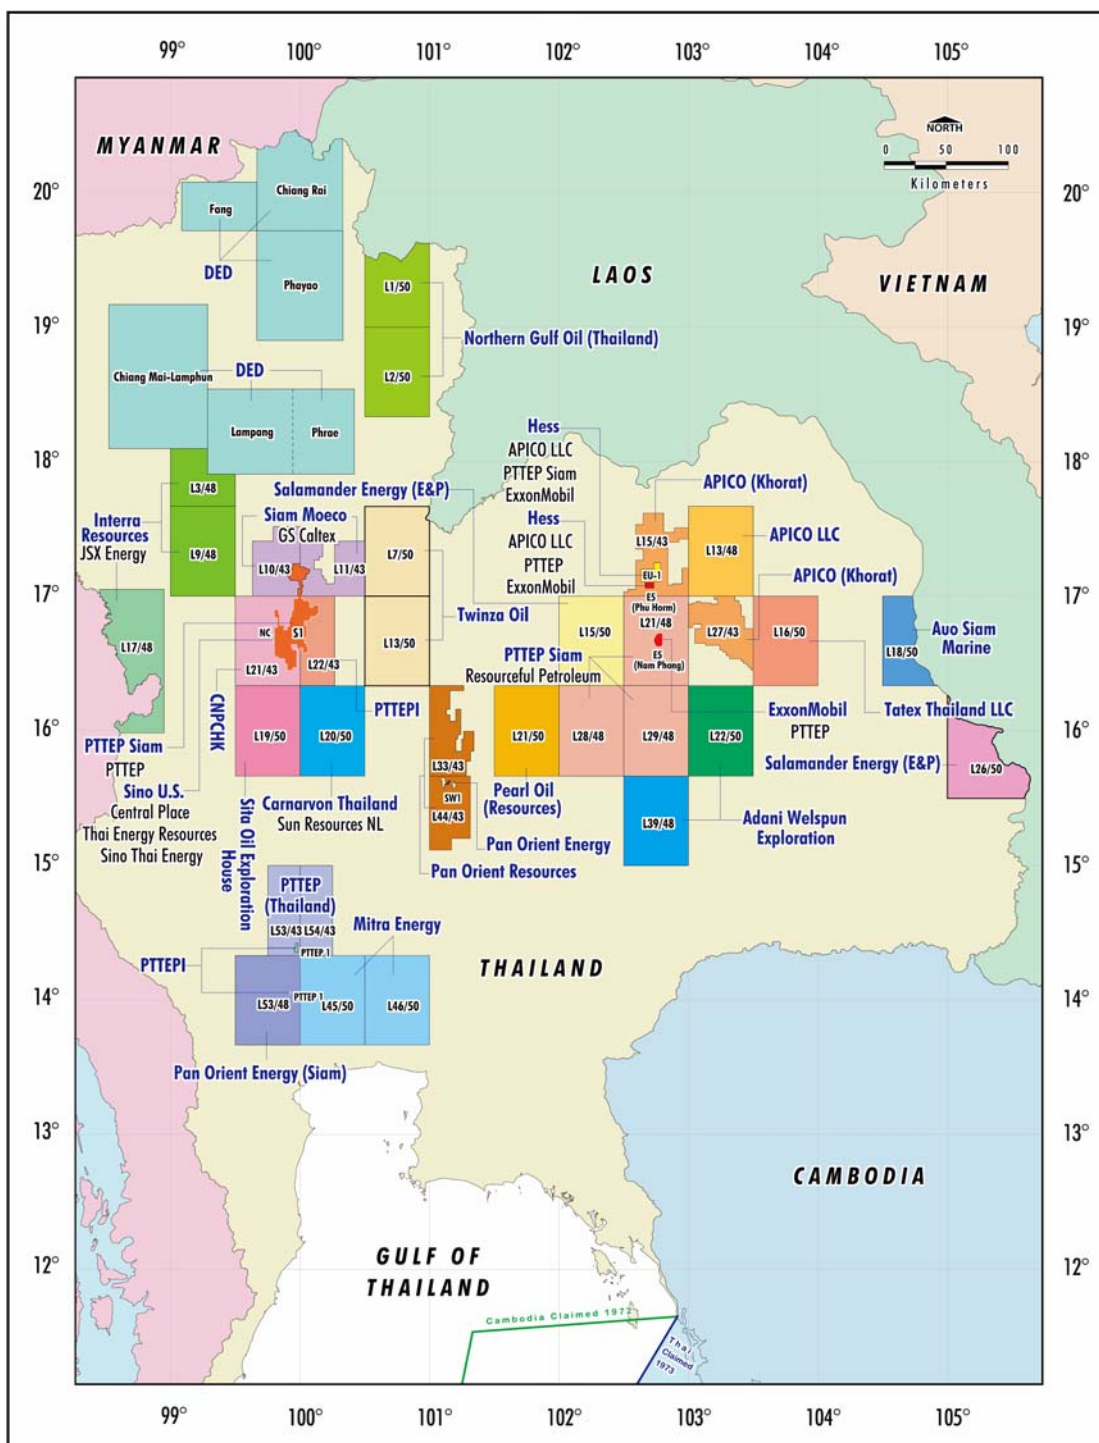 99° 100° 101° 102° 103° 104° 105°
MYANMAR
NORTH
0 50 100
Kilometers
20° 20°
Chiang Rai
Fang
DED
Phayao
L1/50
LAOS
VIETNAM
19° 19°
Northern Gulf Oil (Thailand)
L2/50
Chiang Mai-Lamphun
DED
Lampang
Phrae
Hess
APICO LLC
PTTEP Siam
ExxonMobil
18° 18°
L3/48
Salamander Energy (E&P)
APICO (Khorat)
Interra
Resources
JSX Energy
L9/48
Siam Moeco
GS Caltex
L10/43
L11/43
L7/50
Hess
APICO LLC
PTTEP
ExxonMobil
L15/43
L13/48
APICO LLC
EU-1
APICO (Khorat)
17° 17°
E5
(Phu Horm)
L21/48
E5
(Nam Phong)
L17/48
NC
S1
L21/43
L22/43
L13/50
Twinza Oil
L15/50
L27/43
L16/50
L18/50
Auo Siam
Marine
PTTEP Siam
Resourceful Petroleum
CNPCHK
PTTEPI
ExxonMobil
PTTEP
Tatex Thailand LLC
16° 16°
L19/50
L20/50
L33/43
L21/50
L28/48
L29/48
L22/50
Salamander Energy (E&P)
L26/50
PTTEP Siam
PTTEP
Sino U.S.
Central Place
Thai Energy Resources
Sino Thai Energy
Sita Oil Exploration
House
Carnarvon Thailand
Sun Resources NL
SW1
L44/43
Pearl Oil
(Resources)
Pan Orient Energy
Pan Orient Resources
L39/48
Adani Welspun
Exploration
15° 15°
PTTEP
(Thailand)
L53/43
L54/43
PTTEP 1
Mitra Energy
PTTEPI
THAILAND
14° 14°
L53/48
PTTEP 1
L45/50
L46/50
Pan Orient Energy (Siam)
13° 13°
CAMBODIA
GULF OF
THAILAND
12° 12°
Cambodia Claimed 1972
Thai
Claimed
1973
99° 100° 101° 102° 103° 104° 105°